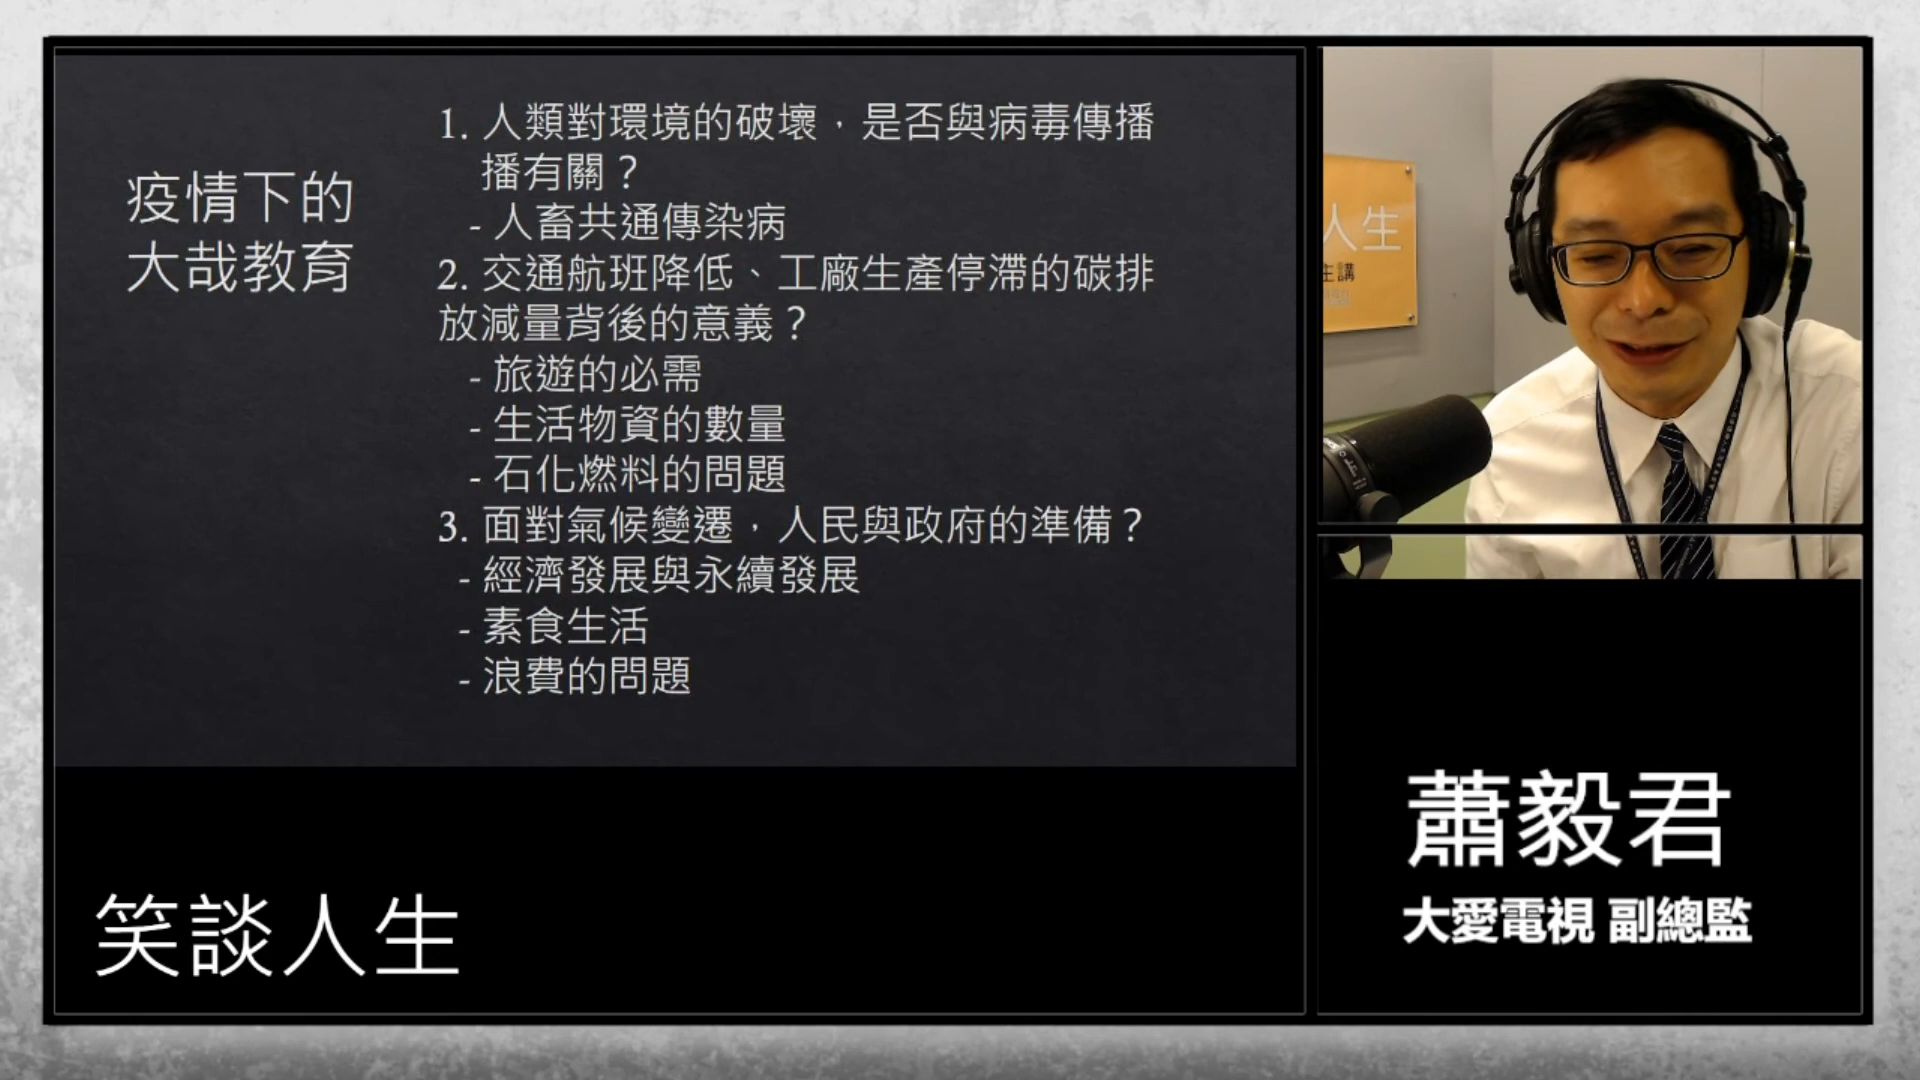 疫情下的
大哉教育
1. 人類對環境的破壞，是否與病毒傳播
播有關？
- 人畜共通傳染病
2. 交通航班降低、工廠生產停滯的碳排
放減量背後的意義？
- 旅遊的必需
- 生活物資的數量
- 石化燃料的問題
3. 面對氣候變遷，人民與政府的準備？
- 經濟發展與永續發展
- 素食生活
- 浪費的問題
笑談人生
人生
主講
蕭毅君
大愛電視 副總監